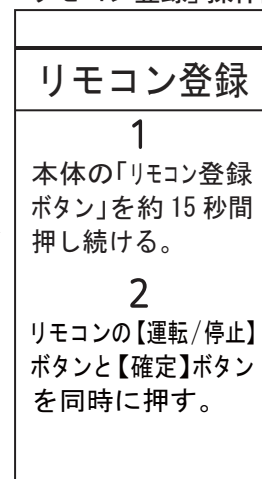 リモコン登録
1
本体の「リモコン登録
ボタン」を約 15 秒間
押し続ける。
2
リモコンの【運転/停止】
ボタンと【確定】ボタン
を同時に押す。